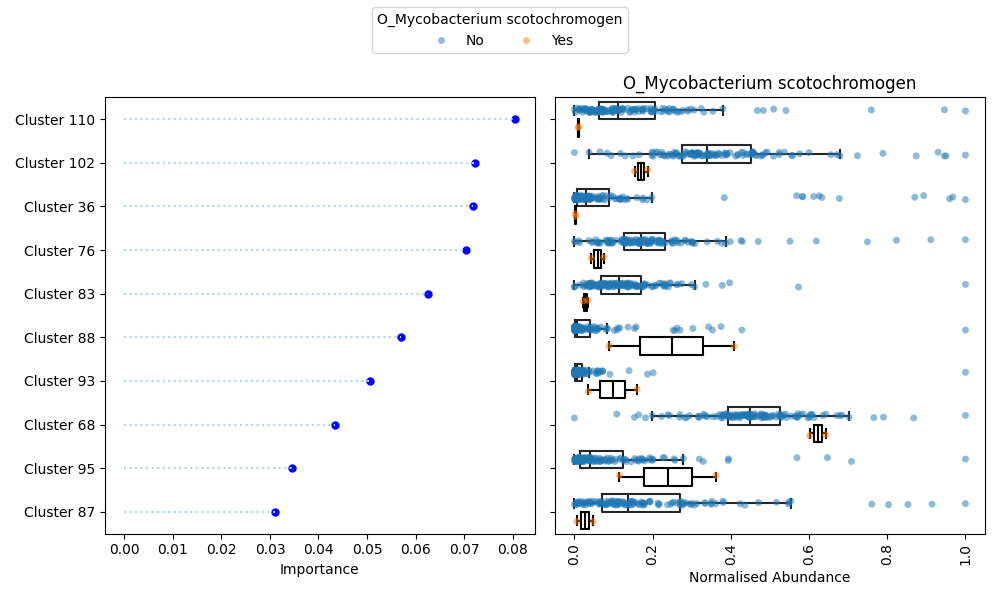 O_Mycobacterium scotochromogen
No Yes
O_Mycobacterium scotochromogen
Cluster 110
Cluster 102
Cluster 36
Cluster 76
Cluster 83
Cluster 88
Cluster 93
Cluster 68
Cluster 95
Cluster 87
0.00 0.01 0.02 0.03 0.04 0.05 0.06 0.07 0.08
Importance
0.0 0.2 0.4 0.6 0.8 1.0
Normalised Abundance